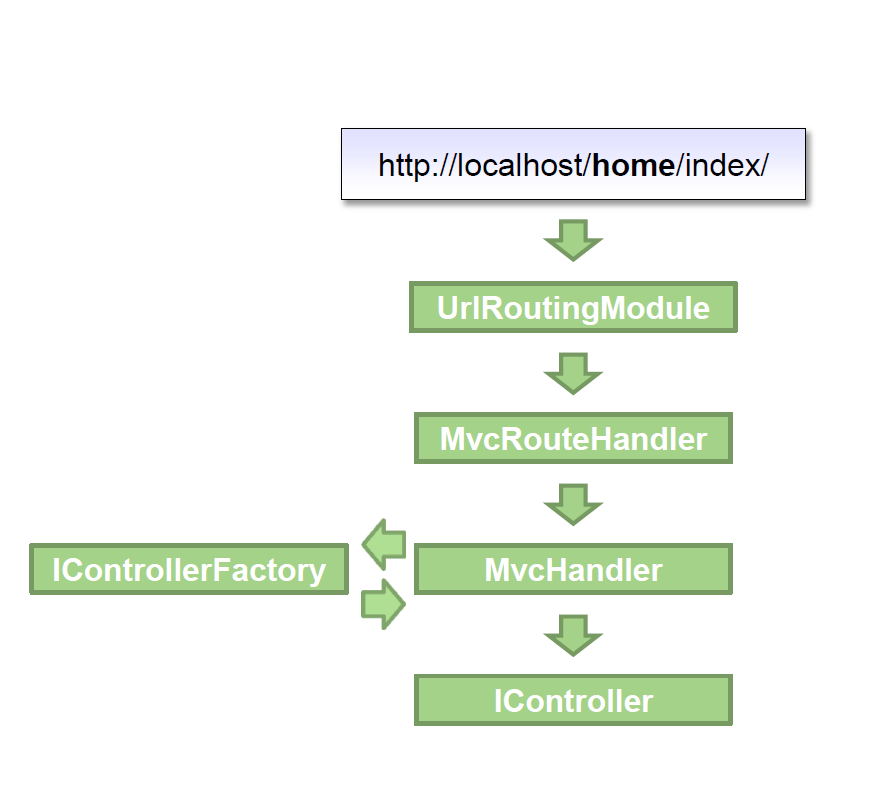 http://localhost/home/index/
UrlRoutingModule
MvcRouteHandler
IControllerFactory
MvcHandler
IController